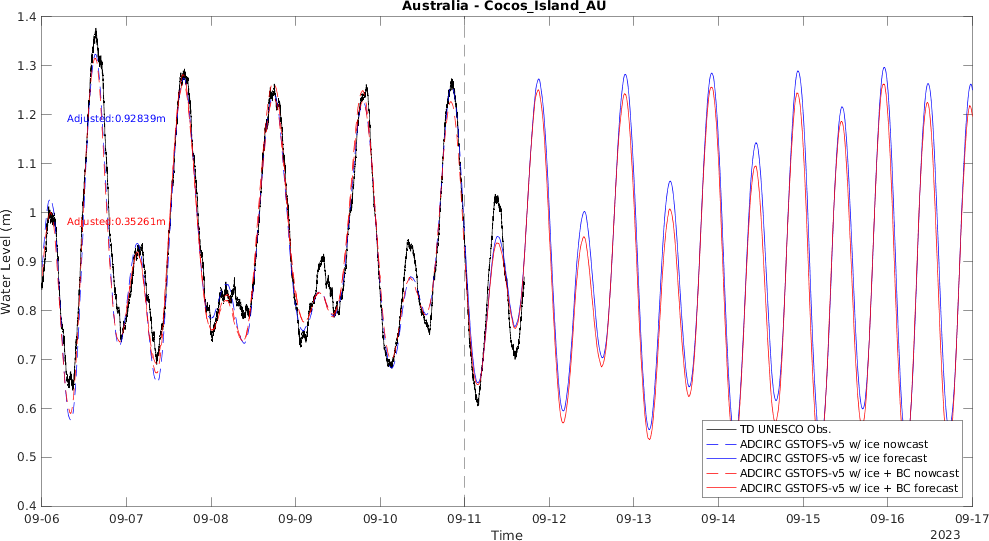 Australia - Cocos_Island_AU
1.4
1.3
1.2
1.1
1
0.9
0.8
0.7
0.6
0.5
0.4
Water Level (m)
Adjusted:0.92839m
Adjusted:0.35261m
TD UNESCO Obs.
ADCIRC GSTOFS-v5 w/ ice nowcast
ADCIRC GSTOFS-v5 w/ ice forecast
ADCIRC GSTOFS-v5 w/ ice + BC nowcast
ADCIRC GSTOFS-v5 w/ ice + BC forecast
09-06 09-07 09-08 09-09 09-10 09-11 09-12 09-13 09-14 09-15 09-16 09-17
Time
2023